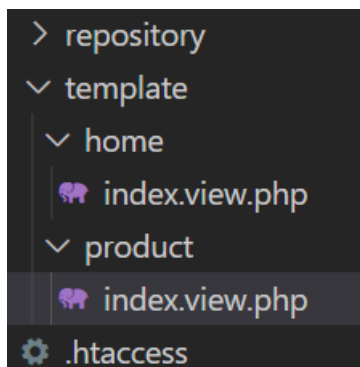 repository
template
home
index.view.php
product
index.view.php
.htaccess